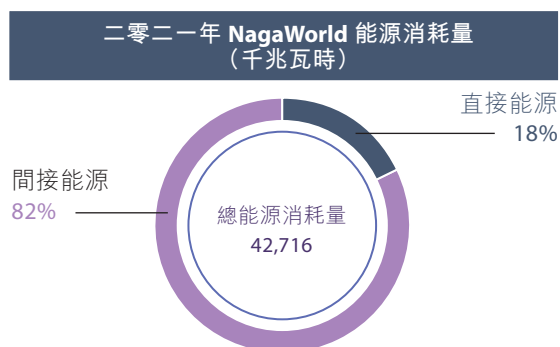 二零二一年 NagaWorld 能源消耗量
（千兆瓦時）
直接能源
18%
間接能源
82%
總能源消耗量
42,716